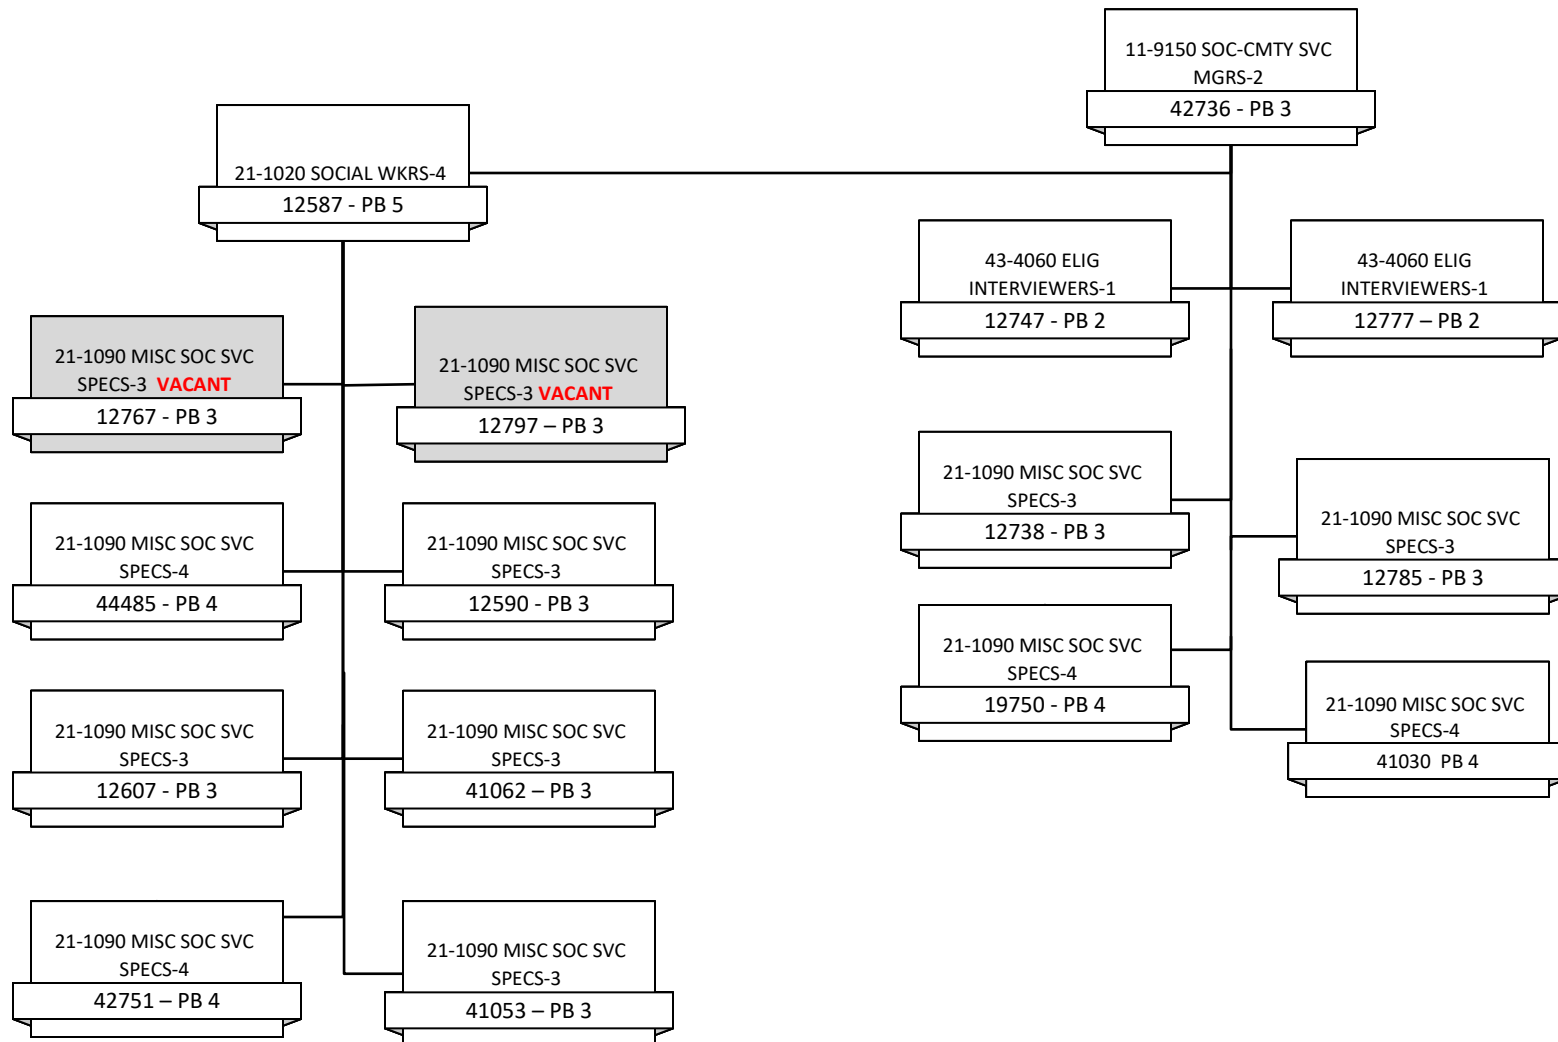 11-9150 SOC-CMTY SVC
MGRS-2
42736 - PB 3
21-1020 SOCIAL WKRS-4
12587 - PB 5
43-4060 ELIG
INTERVIEWERS-1
12747 - PB 2
43-4060 ELIG
INTERVIEWERS-1
12777 – PB 2
21-1090 MISC SOC SVC
SPECS-3 VACANT
12767 - PB 3
21-1090 MISC SOC SVC
SPECS-3 VACANT
12797 – PB 3
21-1090 MISC SOC SVC
SPECS-3
12738 - PB 3
21-1090 MISC SOC SVC
SPECS-3
12785 - PB 3
21-1090 MISC SOC SVC
SPECS-4
44485 - PB 4
21-1090 MISC SOC SVC
SPECS-3
12590 - PB 3
21-1090 MISC SOC SVC
SPECS-4
19750 - PB 4
21-1090 MISC SOC SVC
SPECS-4
41030 PB 4
21-1090 MISC SOC SVC
SPECS-3
12607 - PB 3
21-1090 MISC SOC SVC
SPECS-3
41062 – PB 3
21-1090 MISC SOC SVC
SPECS-4
42751 – PB 4
21-1090 MISC SOC SVC
SPECS-3
41053 – PB 3